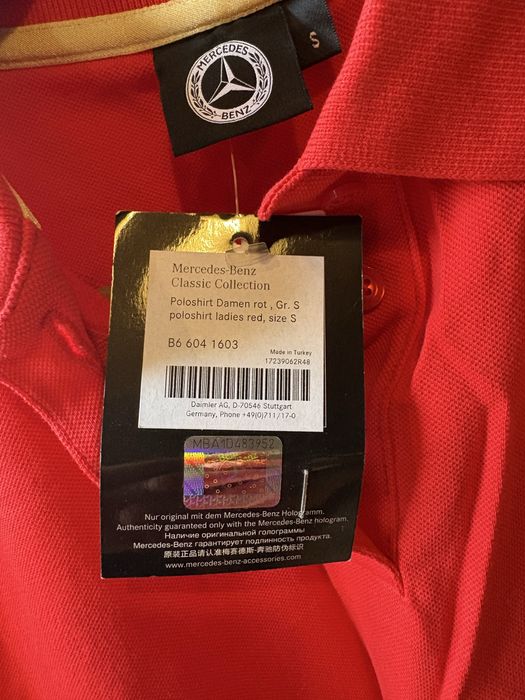 MERCEDES
BENZ
S
Mercedes-Benz
Classic Collection
Poloshirt Damen rot , Gr. S
poloshirt ladies red, size S
B6 604 1603
Made in Turkey
17239062R48
Daimler AG, D-70546 Stuttgart
Germany, Phone +49(0)711/17-0
MBA1D483952
Nur original mit dem Mercedes-Benz Hologramm.
Authenticity guaranteed only with the Mercedes-Benz hologram.
Наличие оригинальной голограммы
Mercedes-Benz гарантирует подлинность продукта.
原装正品请认准梅赛德斯-奔驰防伪标识
www.mercedes-benz-accessories.com